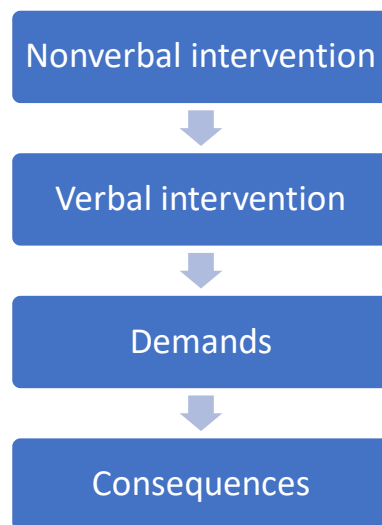 Nonverbal intervention
Verbal intervention
Demands
Consequences